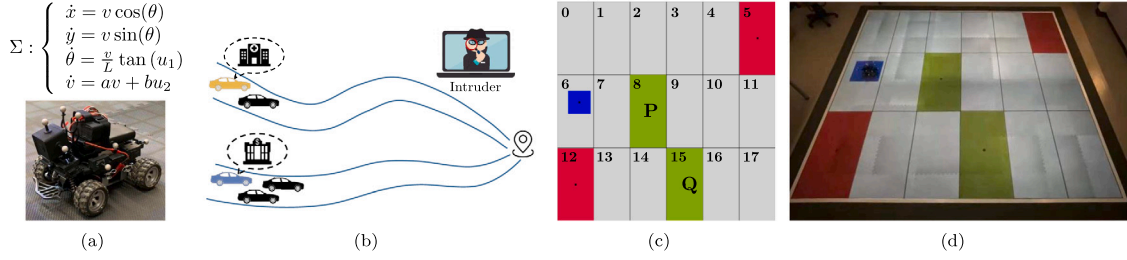 Σ :
ẋ = v cos(θ)
ẏ = v sin(θ)
θ̇ = v/L tan (u₁)
v̇ = av + bu₂
Intruder
0 1 2 3 4 5
6 7 8 9 10 11
P
12 13 14 15 16 17
Q
(a) (b) (c) (d)